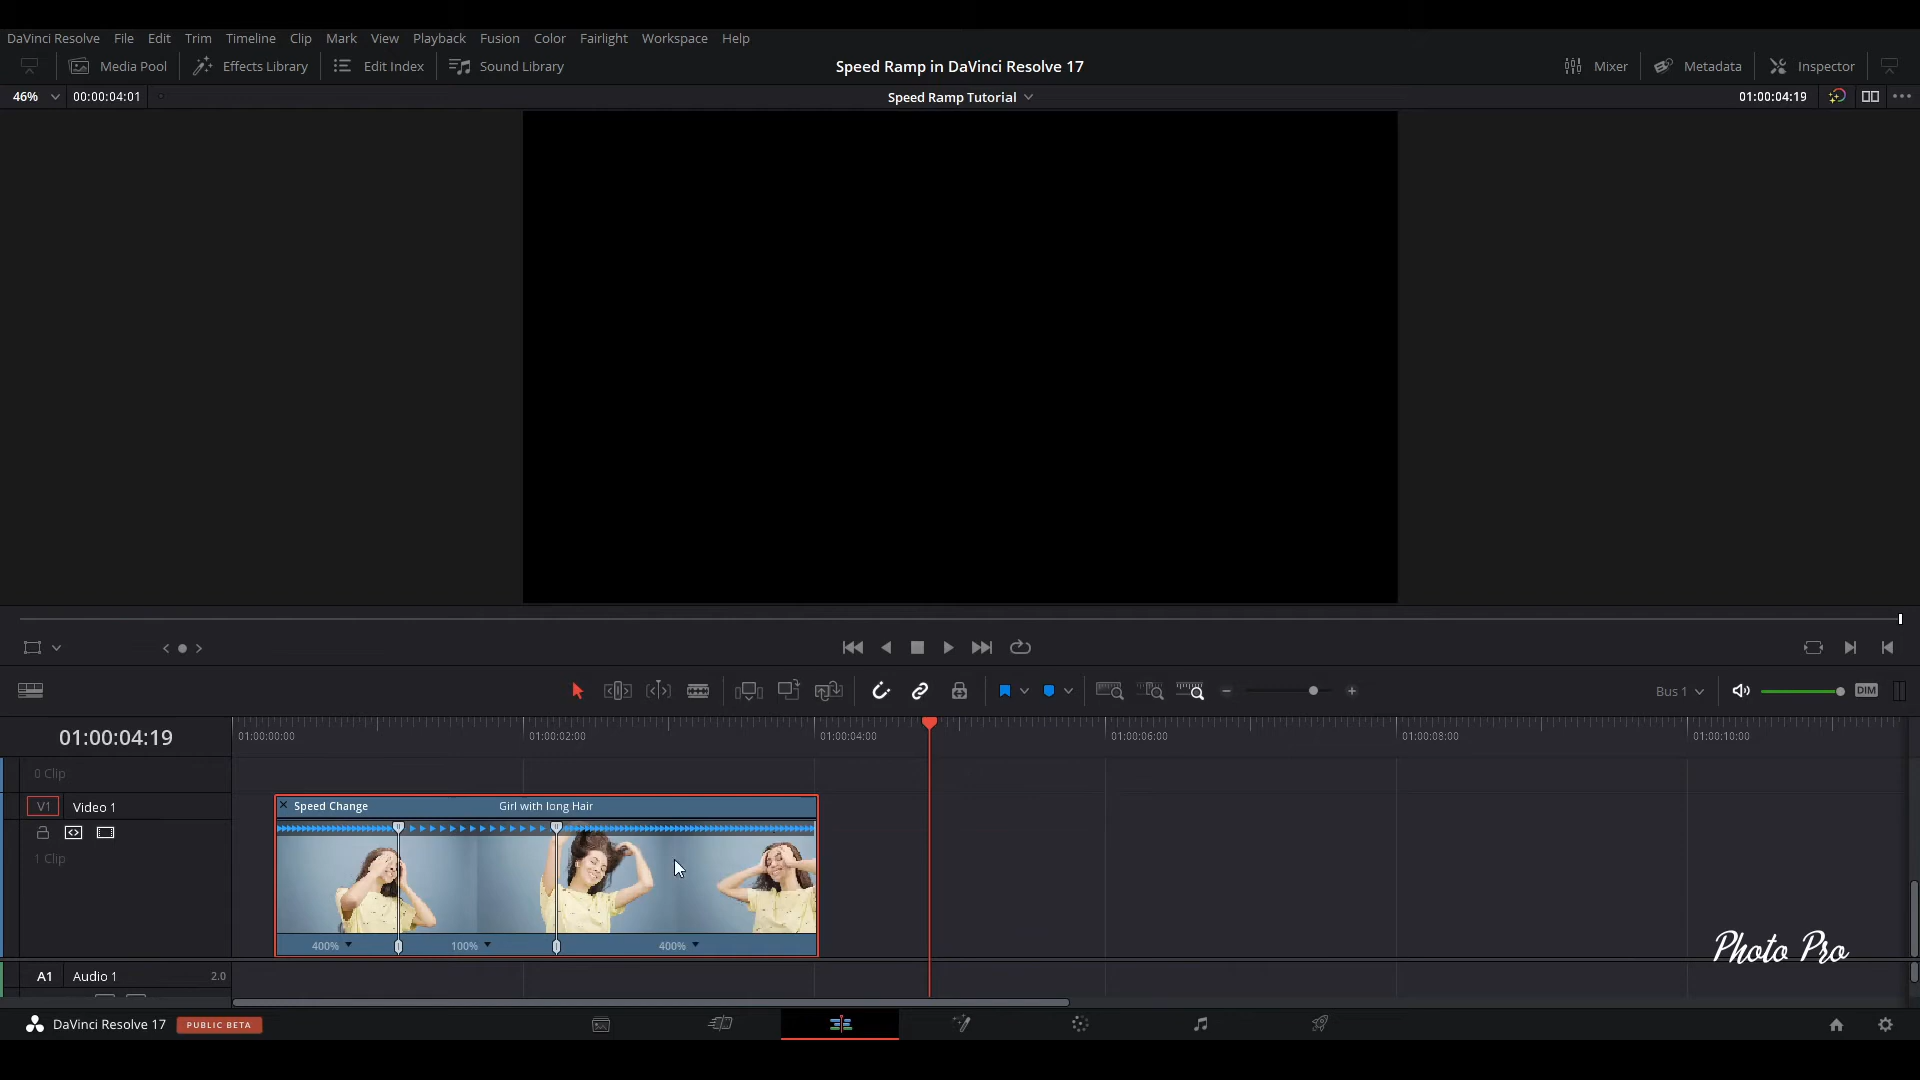 DaVinci Resolve File Edit Trim Timeline Clip Mark View Playback Fusion Color Fairlight Workspace Help
Media Pool Effects Library Edit Index Sound Library Speed Ramp in DaVinci Resolve 17 Mixer Metadata Inspector
46% 00:00:04:01 Speed Ramp Tutorial 01:00:04:19
Bus 1 DIM
01:00:04:19 01:00:00:00 01:00:02:00 01:00:04:00 01:00:06:00 01:00:08:00 01:00:10:00
0 Clip
V1 Video 1 Speed Change Girl with long Hair
1 Clip
400% 100% 400%
Photo Pro
A1 Audio 1 2.0
DaVinci Resolve 17 PUBLIC BETA